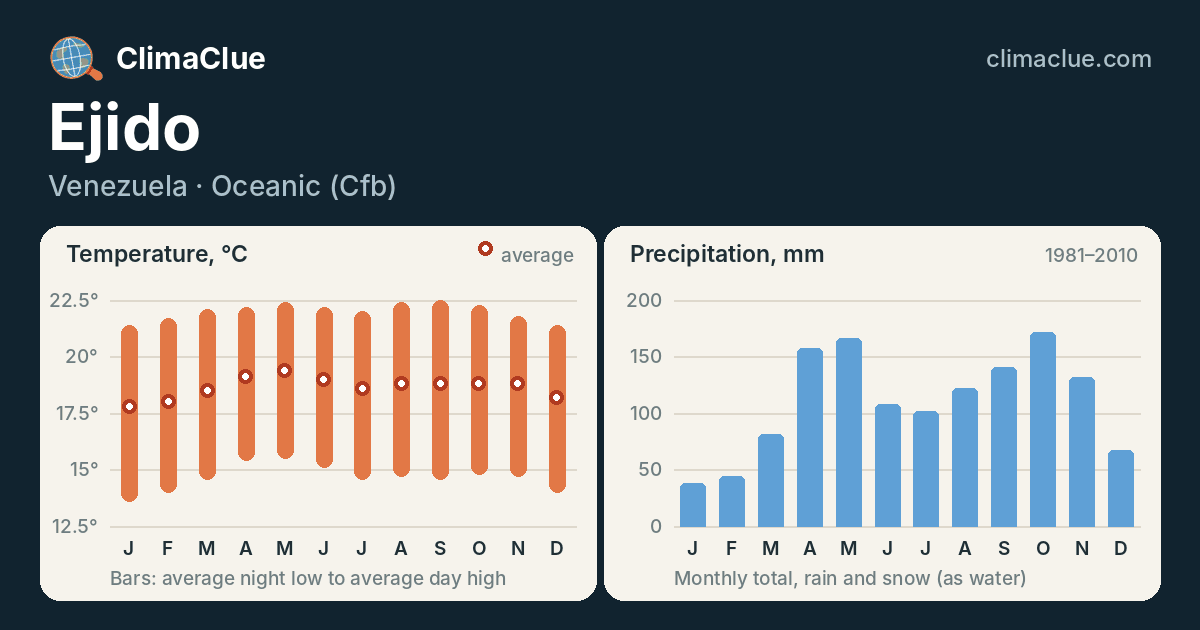 ClimaClue
climaclue.com
Ejido
Venezuela · Oceanic (Cfb)
Temperature, °C
average
22.5°
20°
17.5°
15°
12.5°
J F M A M J J A S O N D
Bars: average night low to average day high
Precipitation, mm
1981–2010
200
150
100
50
0
J F M A M J J A S O N D
Monthly total, rain and snow (as water)